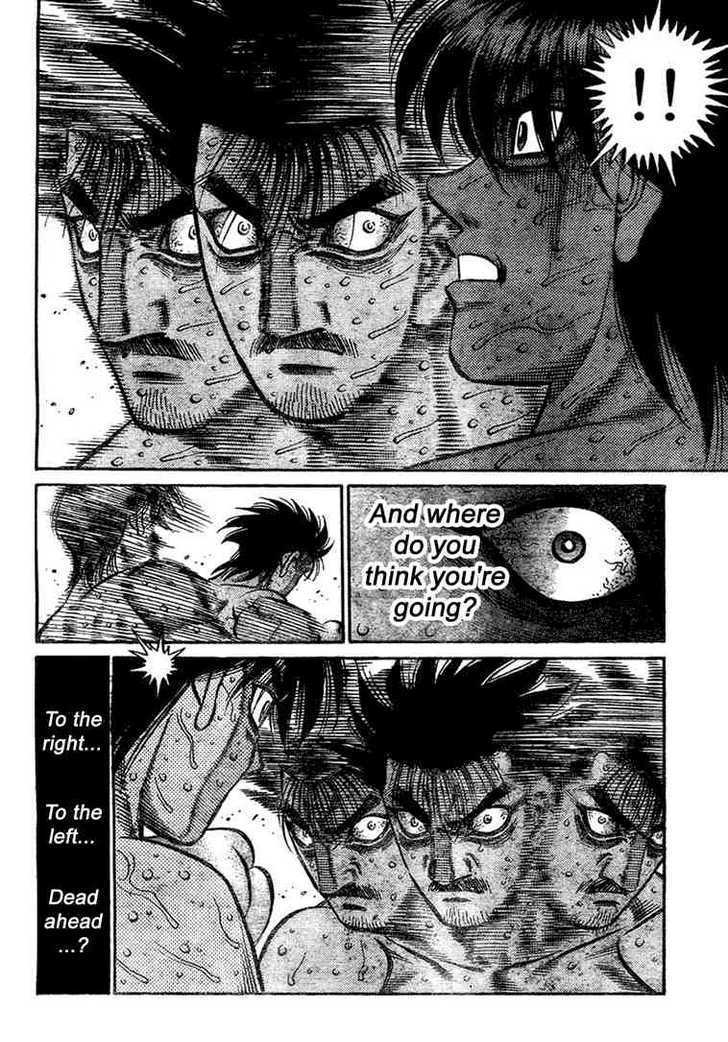 !!
And where
do you
think you're
going?
To the
right...
To the
left...
Dead
ahead
...?